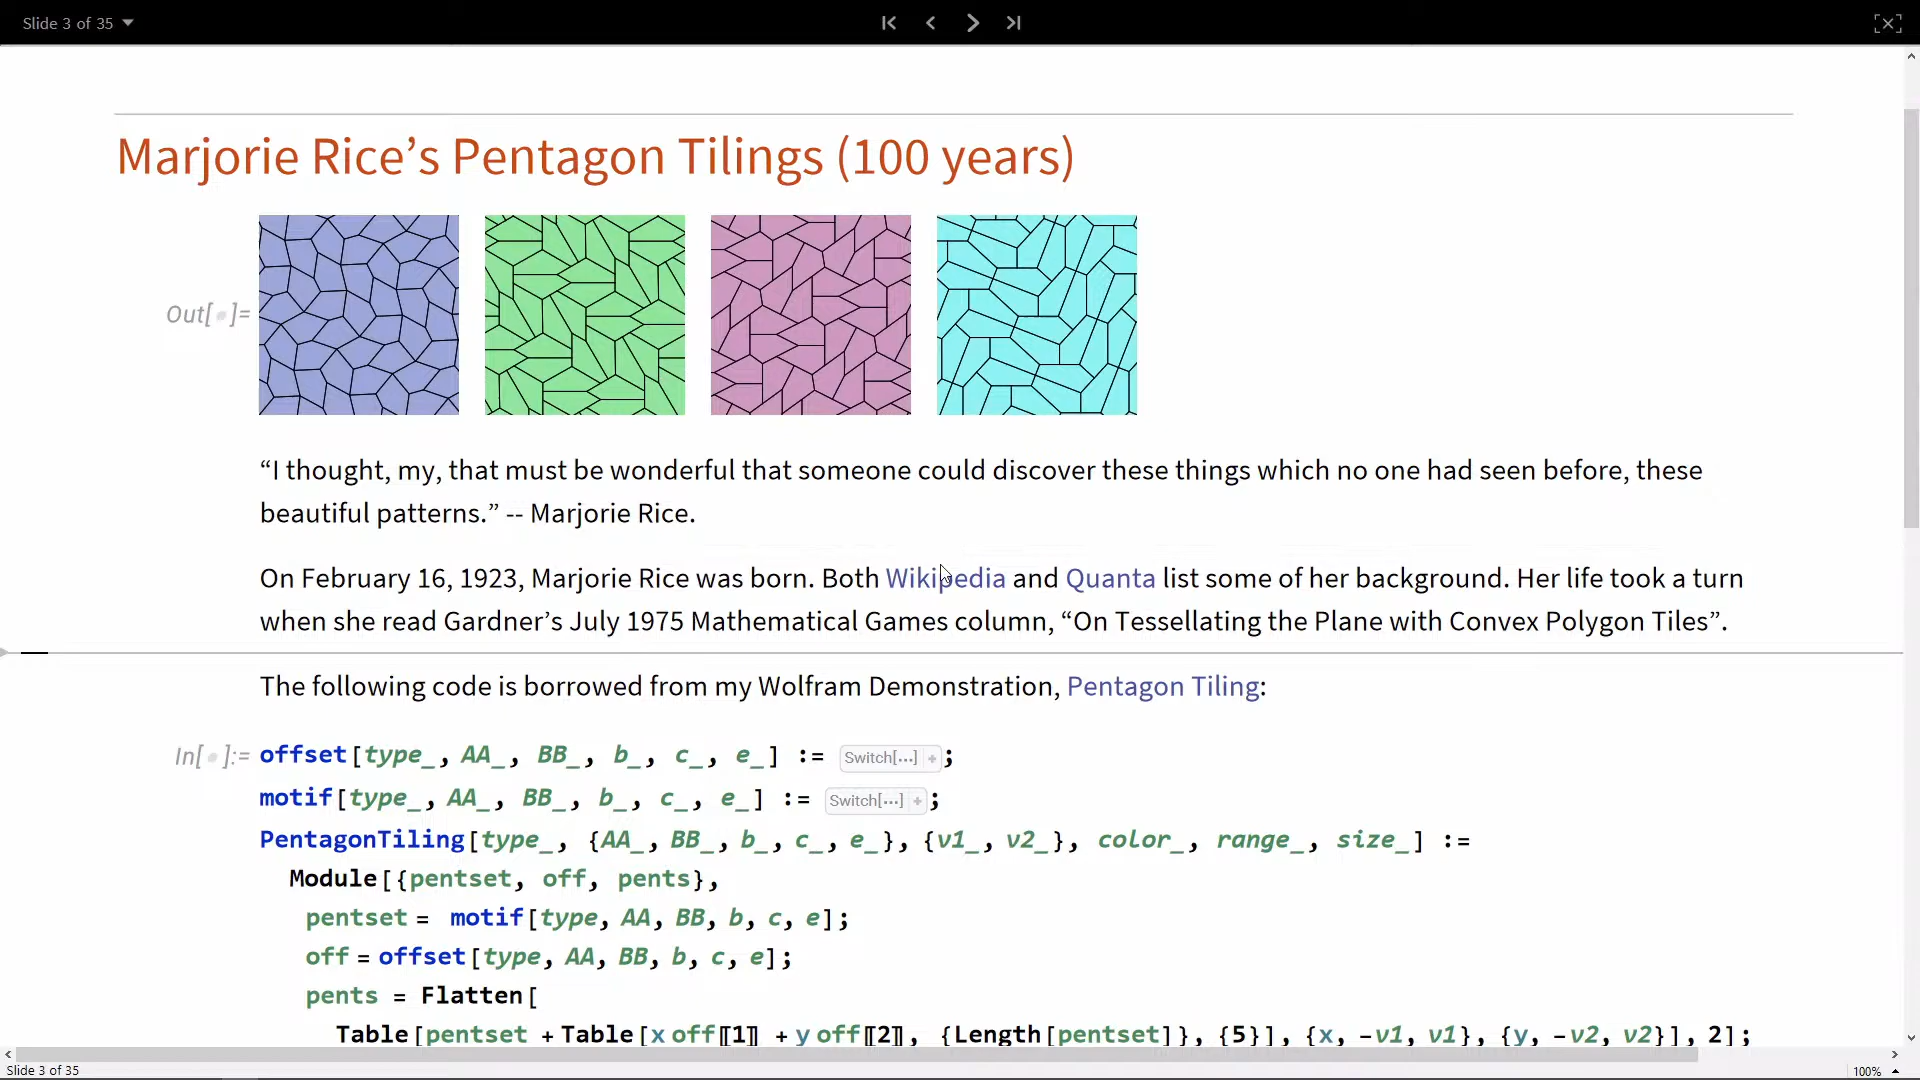 Slide 3 of 35
Marjorie Rice’s Pentagon Tilings (100 years)
Out[ ]=
“I thought, my, that must be wonderful that someone could discover these things which no one had seen before, these
beautiful patterns.” -- Marjorie Rice.
On February 16, 1923, Marjorie Rice was born. Both Wikipedia and Quanta list some of her background. Her life took a turn
when she read Gardner’s July 1975 Mathematical Games column, “On Tessellating the Plane with Convex Polygon Tiles”.
The following code is borrowed from my Wolfram Demonstration, Pentagon Tiling:
In[ ]:= offset[type_, AA_, BB_, b_, c_, e_] := Switch[...] + ;
motif[type_, AA_, BB_, b_, c_, e_] := Switch[...] + ;
PentagonTiling[type_, {AA_, BB_, b_, c_, e_}, {v1_, v2_}, color_, range_, size_] :=
Module[{pentset, off, pents},
pentset = motif[type, AA, BB, b, c, e];
off = offset[type, AA, BB, b, c, e];
pents = Flatten[
Table[pentset + Table[x off⟦1⟧ + y off⟦2⟧, {Length[pentset]}, {5}], {x, -v1, v1}, {y, -v2, v2}], 2];
Slide 3 of 35
100%